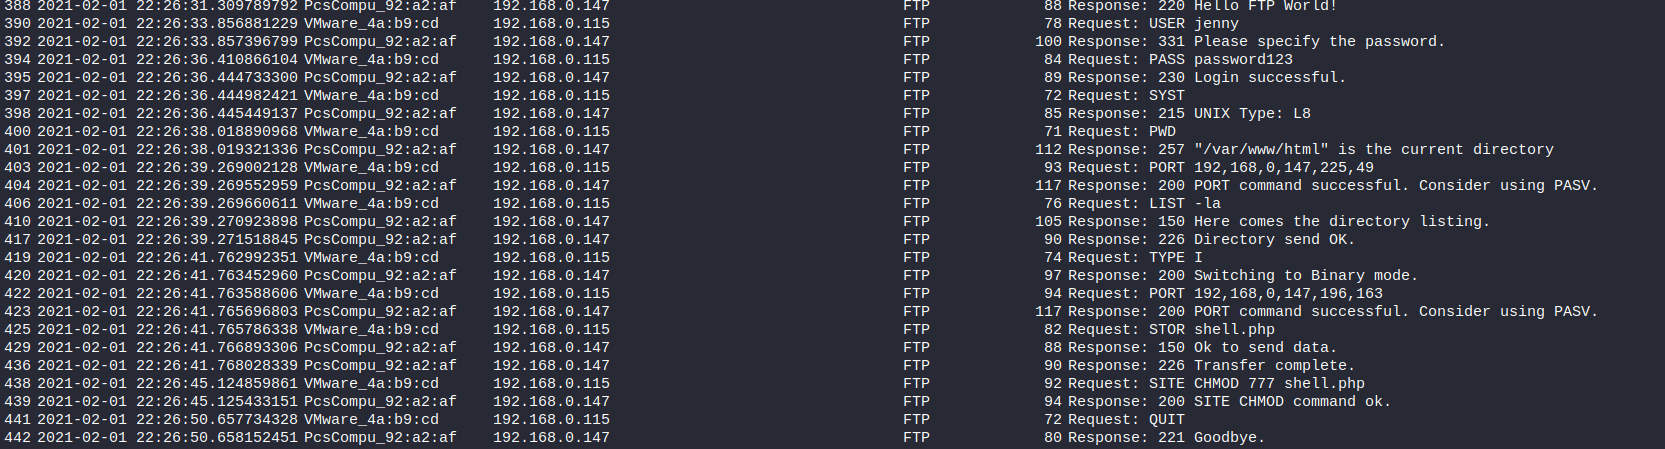 388 2021-02-01 22:26:31.309789792 PcsCompu_92:a2:af 192.168.0.147 FTP 88 Response: 220 Hello FTP World!
390 2021-02-01 22:26:33.856881229 VMware_4a:b9:cd 192.168.0.115 FTP 78 Request: USER jenny
392 2021-02-01 22:26:33.857396799 PcsCompu_92:a2:af 192.168.0.147 FTP 100 Response: 331 Please specify the password.
394 2021-02-01 22:26:36.410866104 VMware_4a:b9:cd 192.168.0.115 FTP 84 Request: PASS password123
395 2021-02-01 22:26:36.444733300 PcsCompu_92:a2:af 192.168.0.147 FTP 89 Response: 230 Login successful.
397 2021-02-01 22:26:36.444982421 VMware_4a:b9:cd 192.168.0.115 FTP 72 Request: SYST
398 2021-02-01 22:26:36.445449137 PcsCompu_92:a2:af 192.168.0.147 FTP 85 Response: 215 UNIX Type: L8
400 2021-02-01 22:26:38.018890968 VMware_4a:b9:cd 192.168.0.115 FTP 71 Request: PWD
401 2021-02-01 22:26:38.019321336 PcsCompu_92:a2:af 192.168.0.147 FTP 112 Response: 257 "/var/www/html" is the current directory
403 2021-02-01 22:26:39.269002128 VMware_4a:b9:cd 192.168.0.115 FTP 93 Request: PORT 192,168,0,147,225,49
404 2021-02-01 22:26:39.269552959 PcsCompu_92:a2:af 192.168.0.147 FTP 117 Response: 200 PORT command successful. Consider using PASV.
406 2021-02-01 22:26:39.269660611 VMware_4a:b9:cd 192.168.0.115 FTP 76 Request: LIST -la
410 2021-02-01 22:26:39.270923898 PcsCompu_92:a2:af 192.168.0.147 FTP 105 Response: 150 Here comes the directory listing.
417 2021-02-01 22:26:39.271518845 PcsCompu_92:a2:af 192.168.0.147 FTP 90 Response: 226 Directory send OK.
419 2021-02-01 22:26:41.762992351 VMware_4a:b9:cd 192.168.0.115 FTP 74 Request: TYPE I
420 2021-02-01 22:26:41.763452960 PcsCompu_92:a2:af 192.168.0.147 FTP 97 Response: 200 Switching to Binary mode.
422 2021-02-01 22:26:41.763588606 VMware_4a:b9:cd 192.168.0.115 FTP 94 Request: PORT 192,168,0,147,196,163
423 2021-02-01 22:26:41.765696803 PcsCompu_92:a2:af 192.168.0.147 FTP 117 Response: 200 PORT command successful. Consider using PASV.
425 2021-02-01 22:26:41.765786338 VMware_4a:b9:cd 192.168.0.115 FTP 82 Request: STOR shell.php
429 2021-02-01 22:26:41.766893306 PcsCompu_92:a2:af 192.168.0.147 FTP 88 Response: 150 Ok to send data.
436 2021-02-01 22:26:41.768028339 PcsCompu_92:a2:af 192.168.0.147 FTP 90 Response: 226 Transfer complete.
438 2021-02-01 22:26:45.124859861 VMware_4a:b9:cd 192.168.0.115 FTP 92 Request: SITE CHMOD 777 shell.php
439 2021-02-01 22:26:45.125433151 PcsCompu_92:a2:af 192.168.0.147 FTP 94 Response: 200 SITE CHMOD command ok.
441 2021-02-01 22:26:50.657734328 VMware_4a:b9:cd 192.168.0.115 FTP 72 Request: QUIT
442 2021-02-01 22:26:50.658152451 PcsCompu_92:a2:af 192.168.0.147 FTP 80 Response: 221 Goodbye.